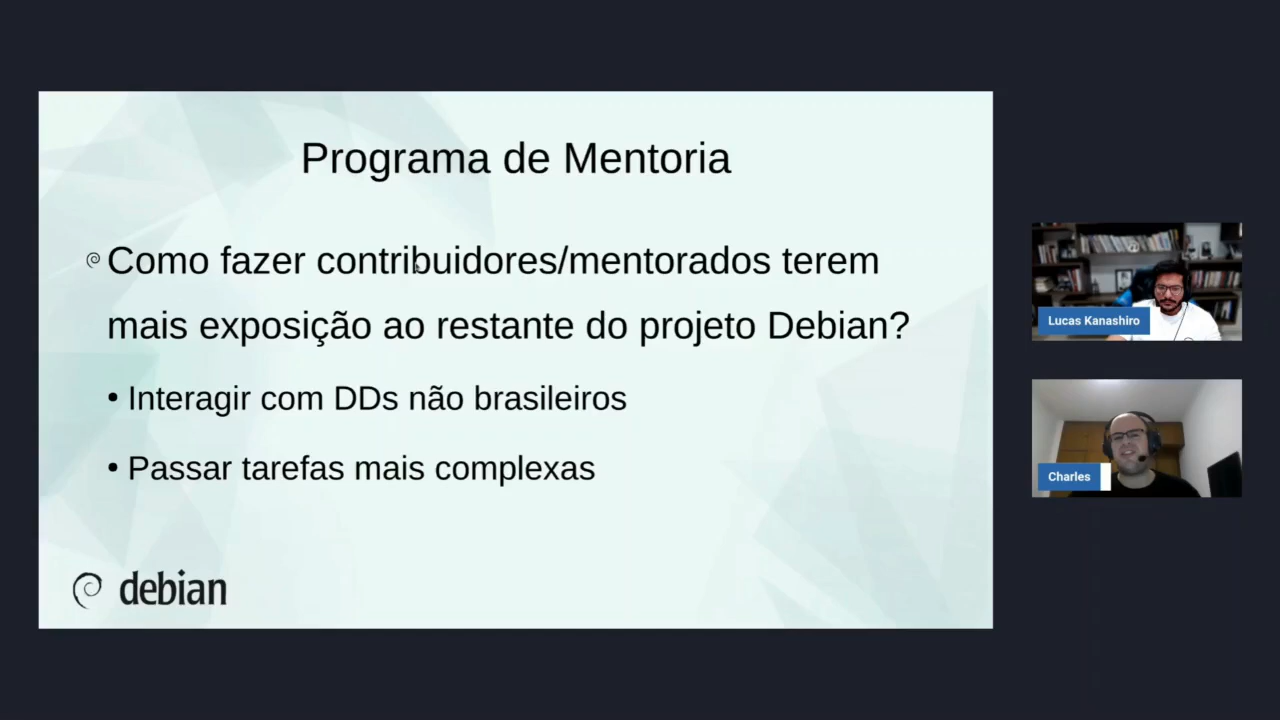 Programa de Mentoria
Como fazer contribuidores/mentorados terem
mais exposição ao restante do projeto Debian?
• Interagir com DDs não brasileiros
• Passar tarefas mais complexas
debian
Lucas Kanashiro
Charles